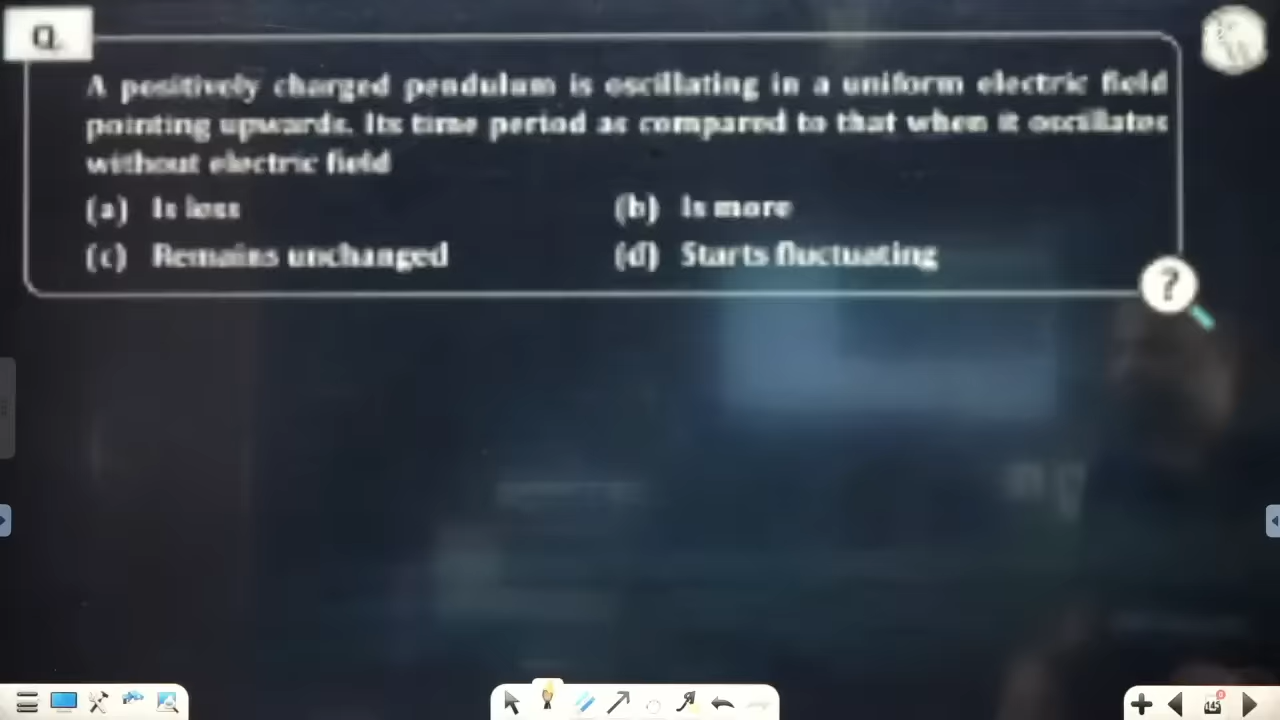 Q.
A positively charged pendulum is oscillating in a uniform electric field
pointing upwards. Its time period as compared to that when it oscillates
without electric field
(a) Is less
(b) Is more
(c) Remains unchanged
(d) Starts fluctuating
?